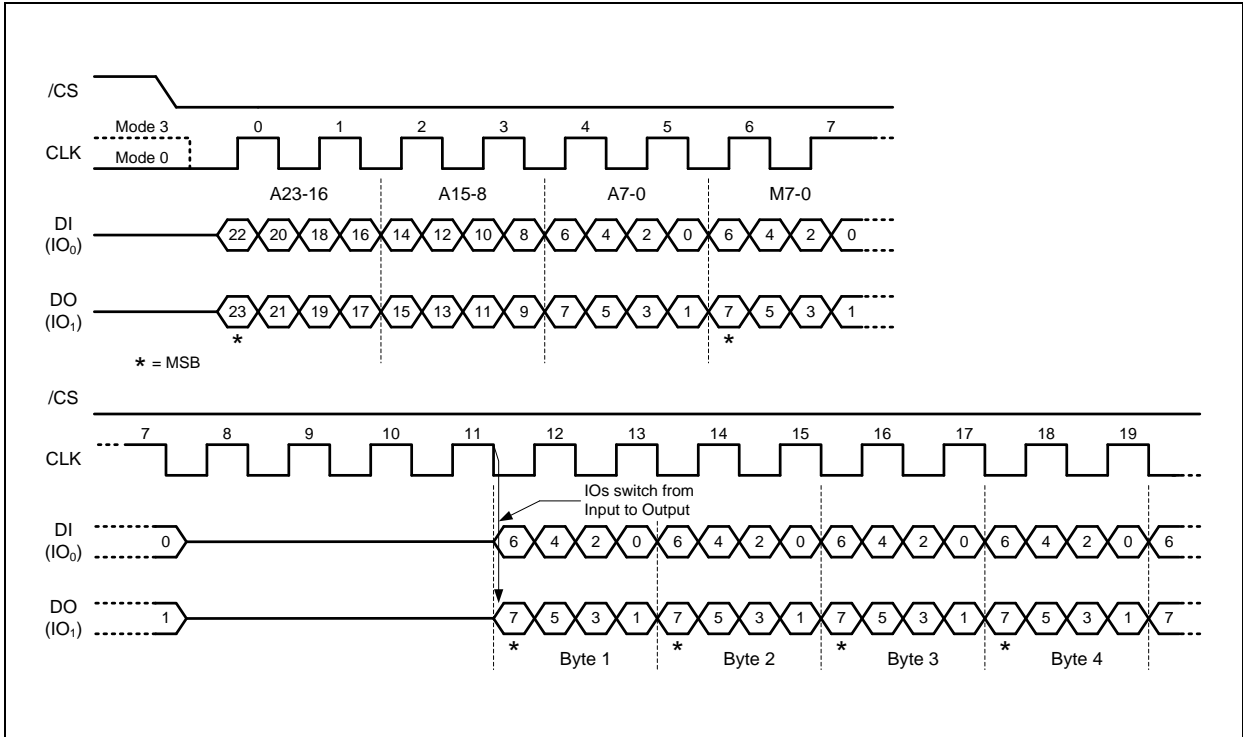 /CS
Mode 3 0 1 2 3 4 5 6 7
CLK
Mode 0
A23-16 A15-8 A7-0 M7-0
DI
(IO₀)
22 20 18 16 14 12 10 8 6 4 2 0 6 4 2 0
DO
(IO₁)
23 21 19 17 15 13 11 9 7 5 3 1 7 5 3 1
* *
* = MSB
/CS
7 8 9 10 11 12 13 14 15 16 17 18 19
CLK
IOs switch from
Input to Output
DI
(IO₀)
0 6 4 2 0 6 4 2 0 6 4 2 0 6 4 2 0 6
DO
(IO₁)
1 7 5 3 1 7 5 3 1 7 5 3 1 7 5 3 1 7
* * * *
Byte 1 Byte 2 Byte 3 Byte 4